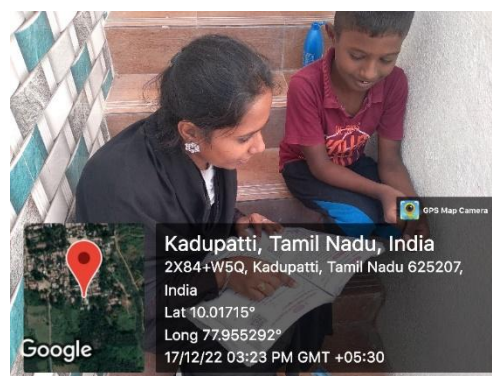 GPS Map Camera
Kadupatti, Tamil Nadu, India
2X84+W5Q, Kadupatti, Tamil Nadu 625207,
India
Lat 10.01715°
Long 77.955292°
17/12/22 03:23 PM GMT +05:30
Google